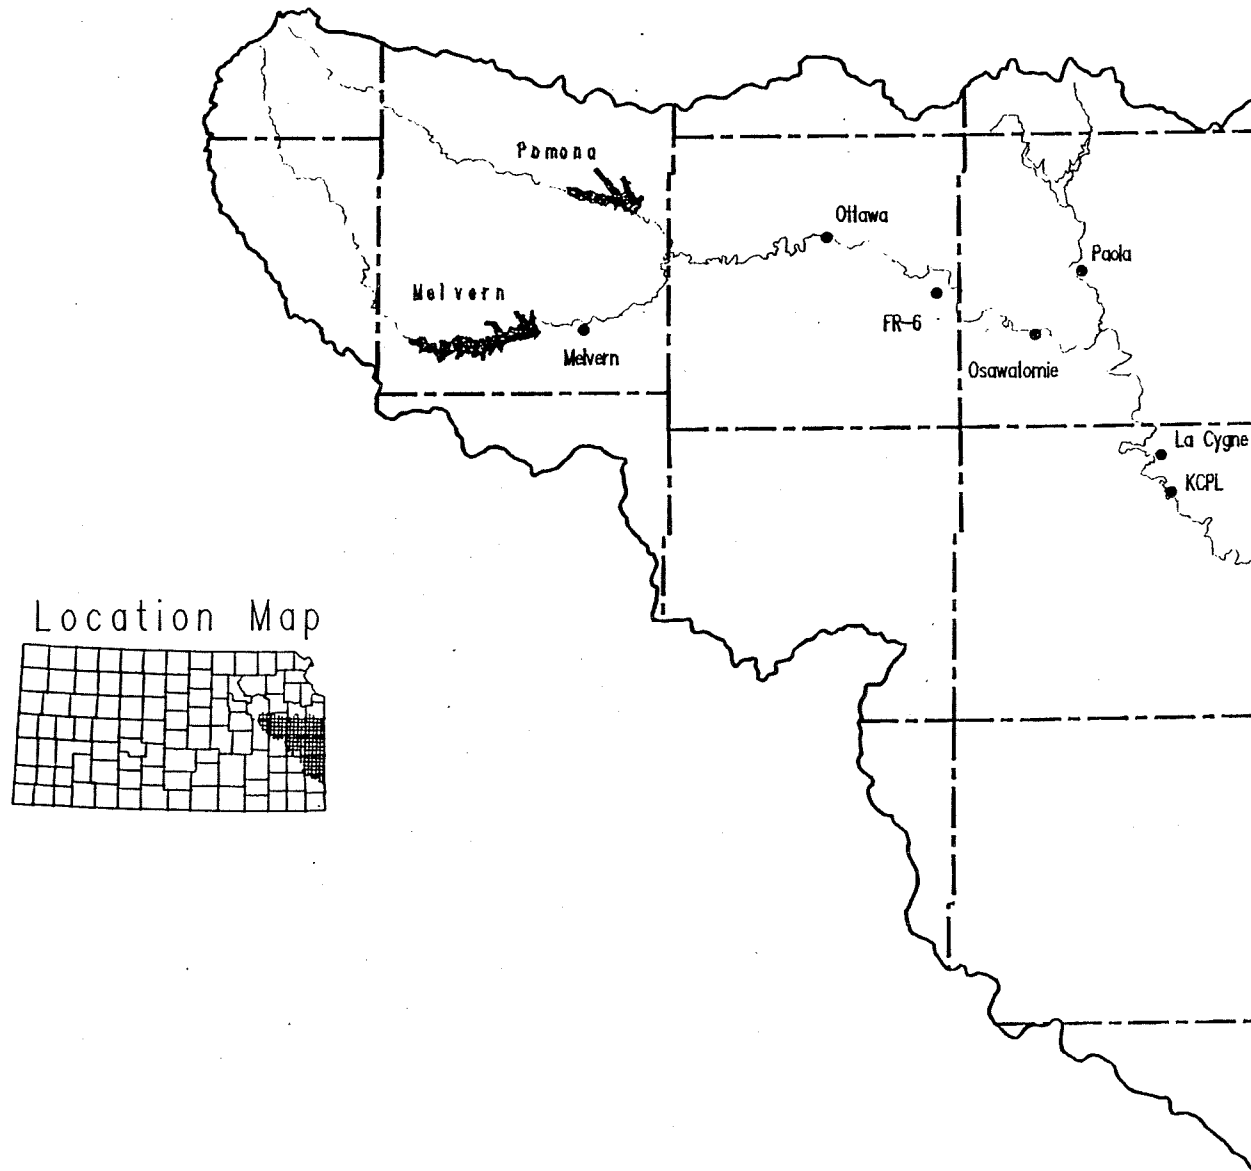 Pomona
Ottawa
Paola
Melvern
FR-6
Melvern
Osawatomie
La Cygne
KCPL
Location Map